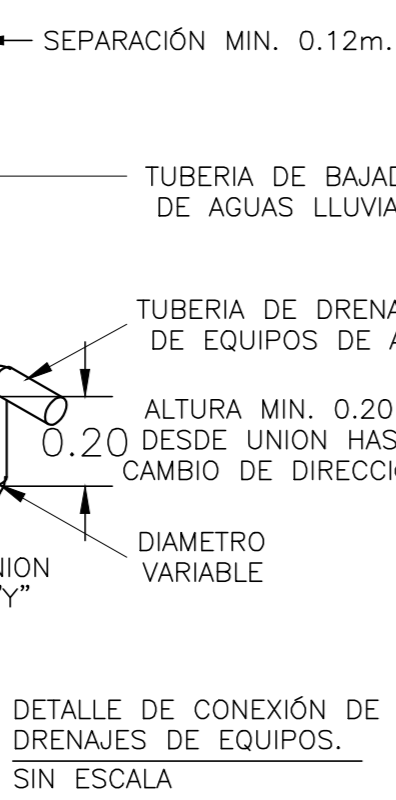 SEPARACIÓN MIN. 0.12m.
TUBERIA DE BAJAD
DE AGUAS LLUVIA
TUBERIA DE DRENA
DE EQUIPOS DE A
ALTURA MIN. 0.20
0.20 DESDE UNION HAS
CAMBIO DE DIRECCI
DIAMETRO
VARIABLE
NION
"Y"
DETALLE DE CONEXIÓN DE
DRENAJES DE EQUIPOS.
SIN ESCALA